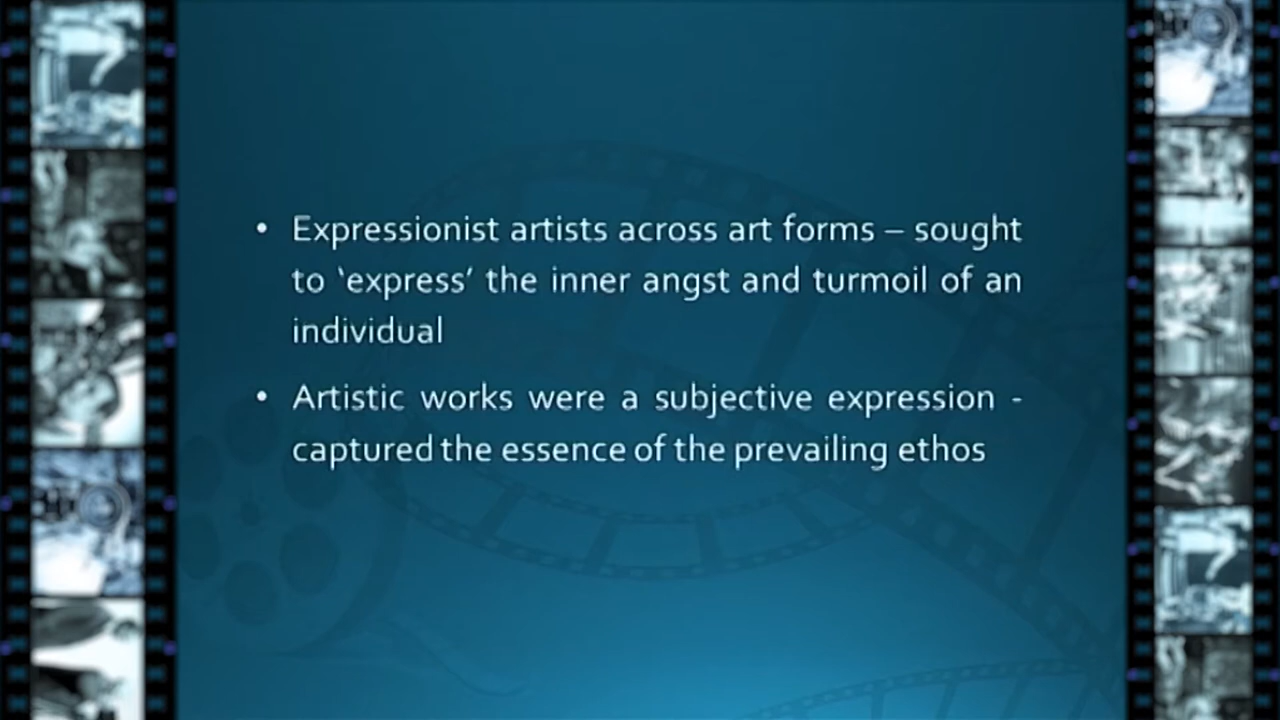 • Expressionist artists across art forms – sought
to ‘express’ the inner angst and turmoil of an
individual
• Artistic works were a subjective expression -
captured the essence of the prevailing ethos